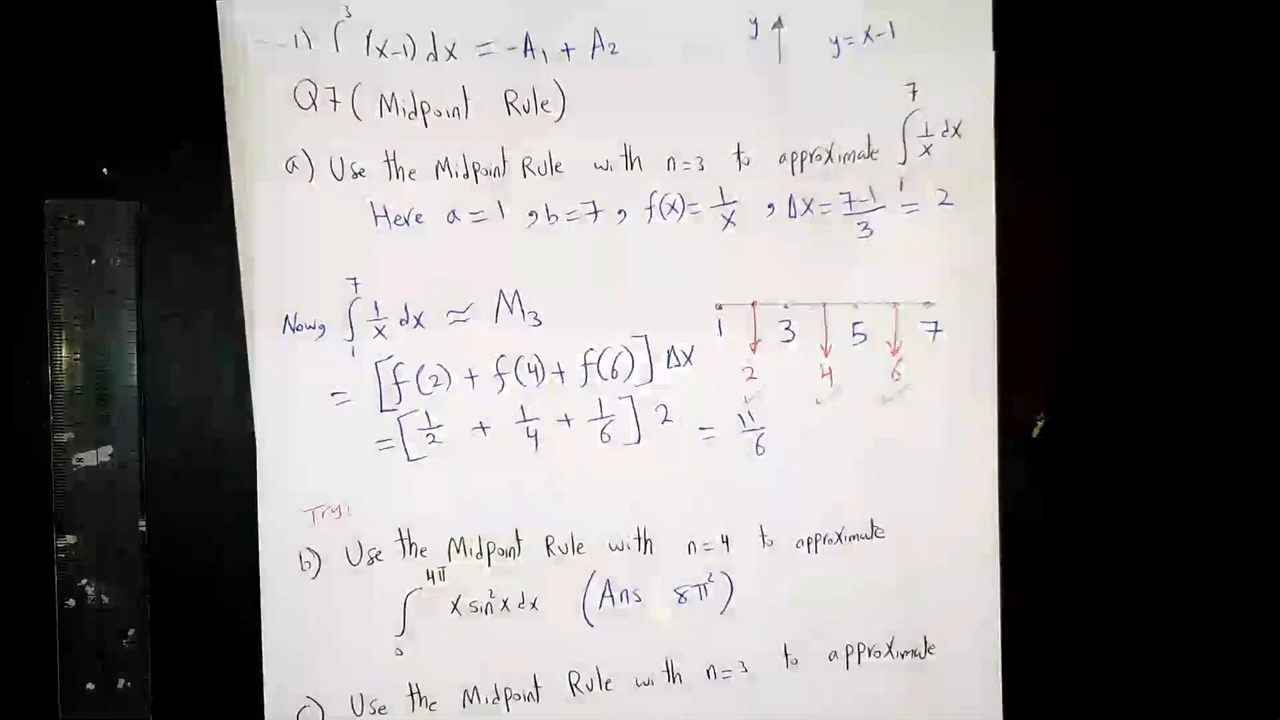 1) ∫³ (x-1) dx = -A₁ + A₂
y
y = x-1
Q7 ( Midpoint Rule)
a) Use the Midpoint Rule with n=3 to approximate ∫₁⁷ 1/x dx
Here a=1 , b=7 , f(x)= 1/x , Δx= 7-1/3 = 2
Now, ∫₁⁷ 1/x dx ≈ M₃
1 3 5 7
2 4 6
= [f(2) + f(4) + f(6)] Δx
= [1/2 + 1/4 + 1/6] 2 = 11/6
Try!
b) Use the Midpoint Rule with n=4 to approximate
∫₀^4π x sin²x dx (Ans 8π²)
c) Use the Midpoint Rule with n=3 to approximate